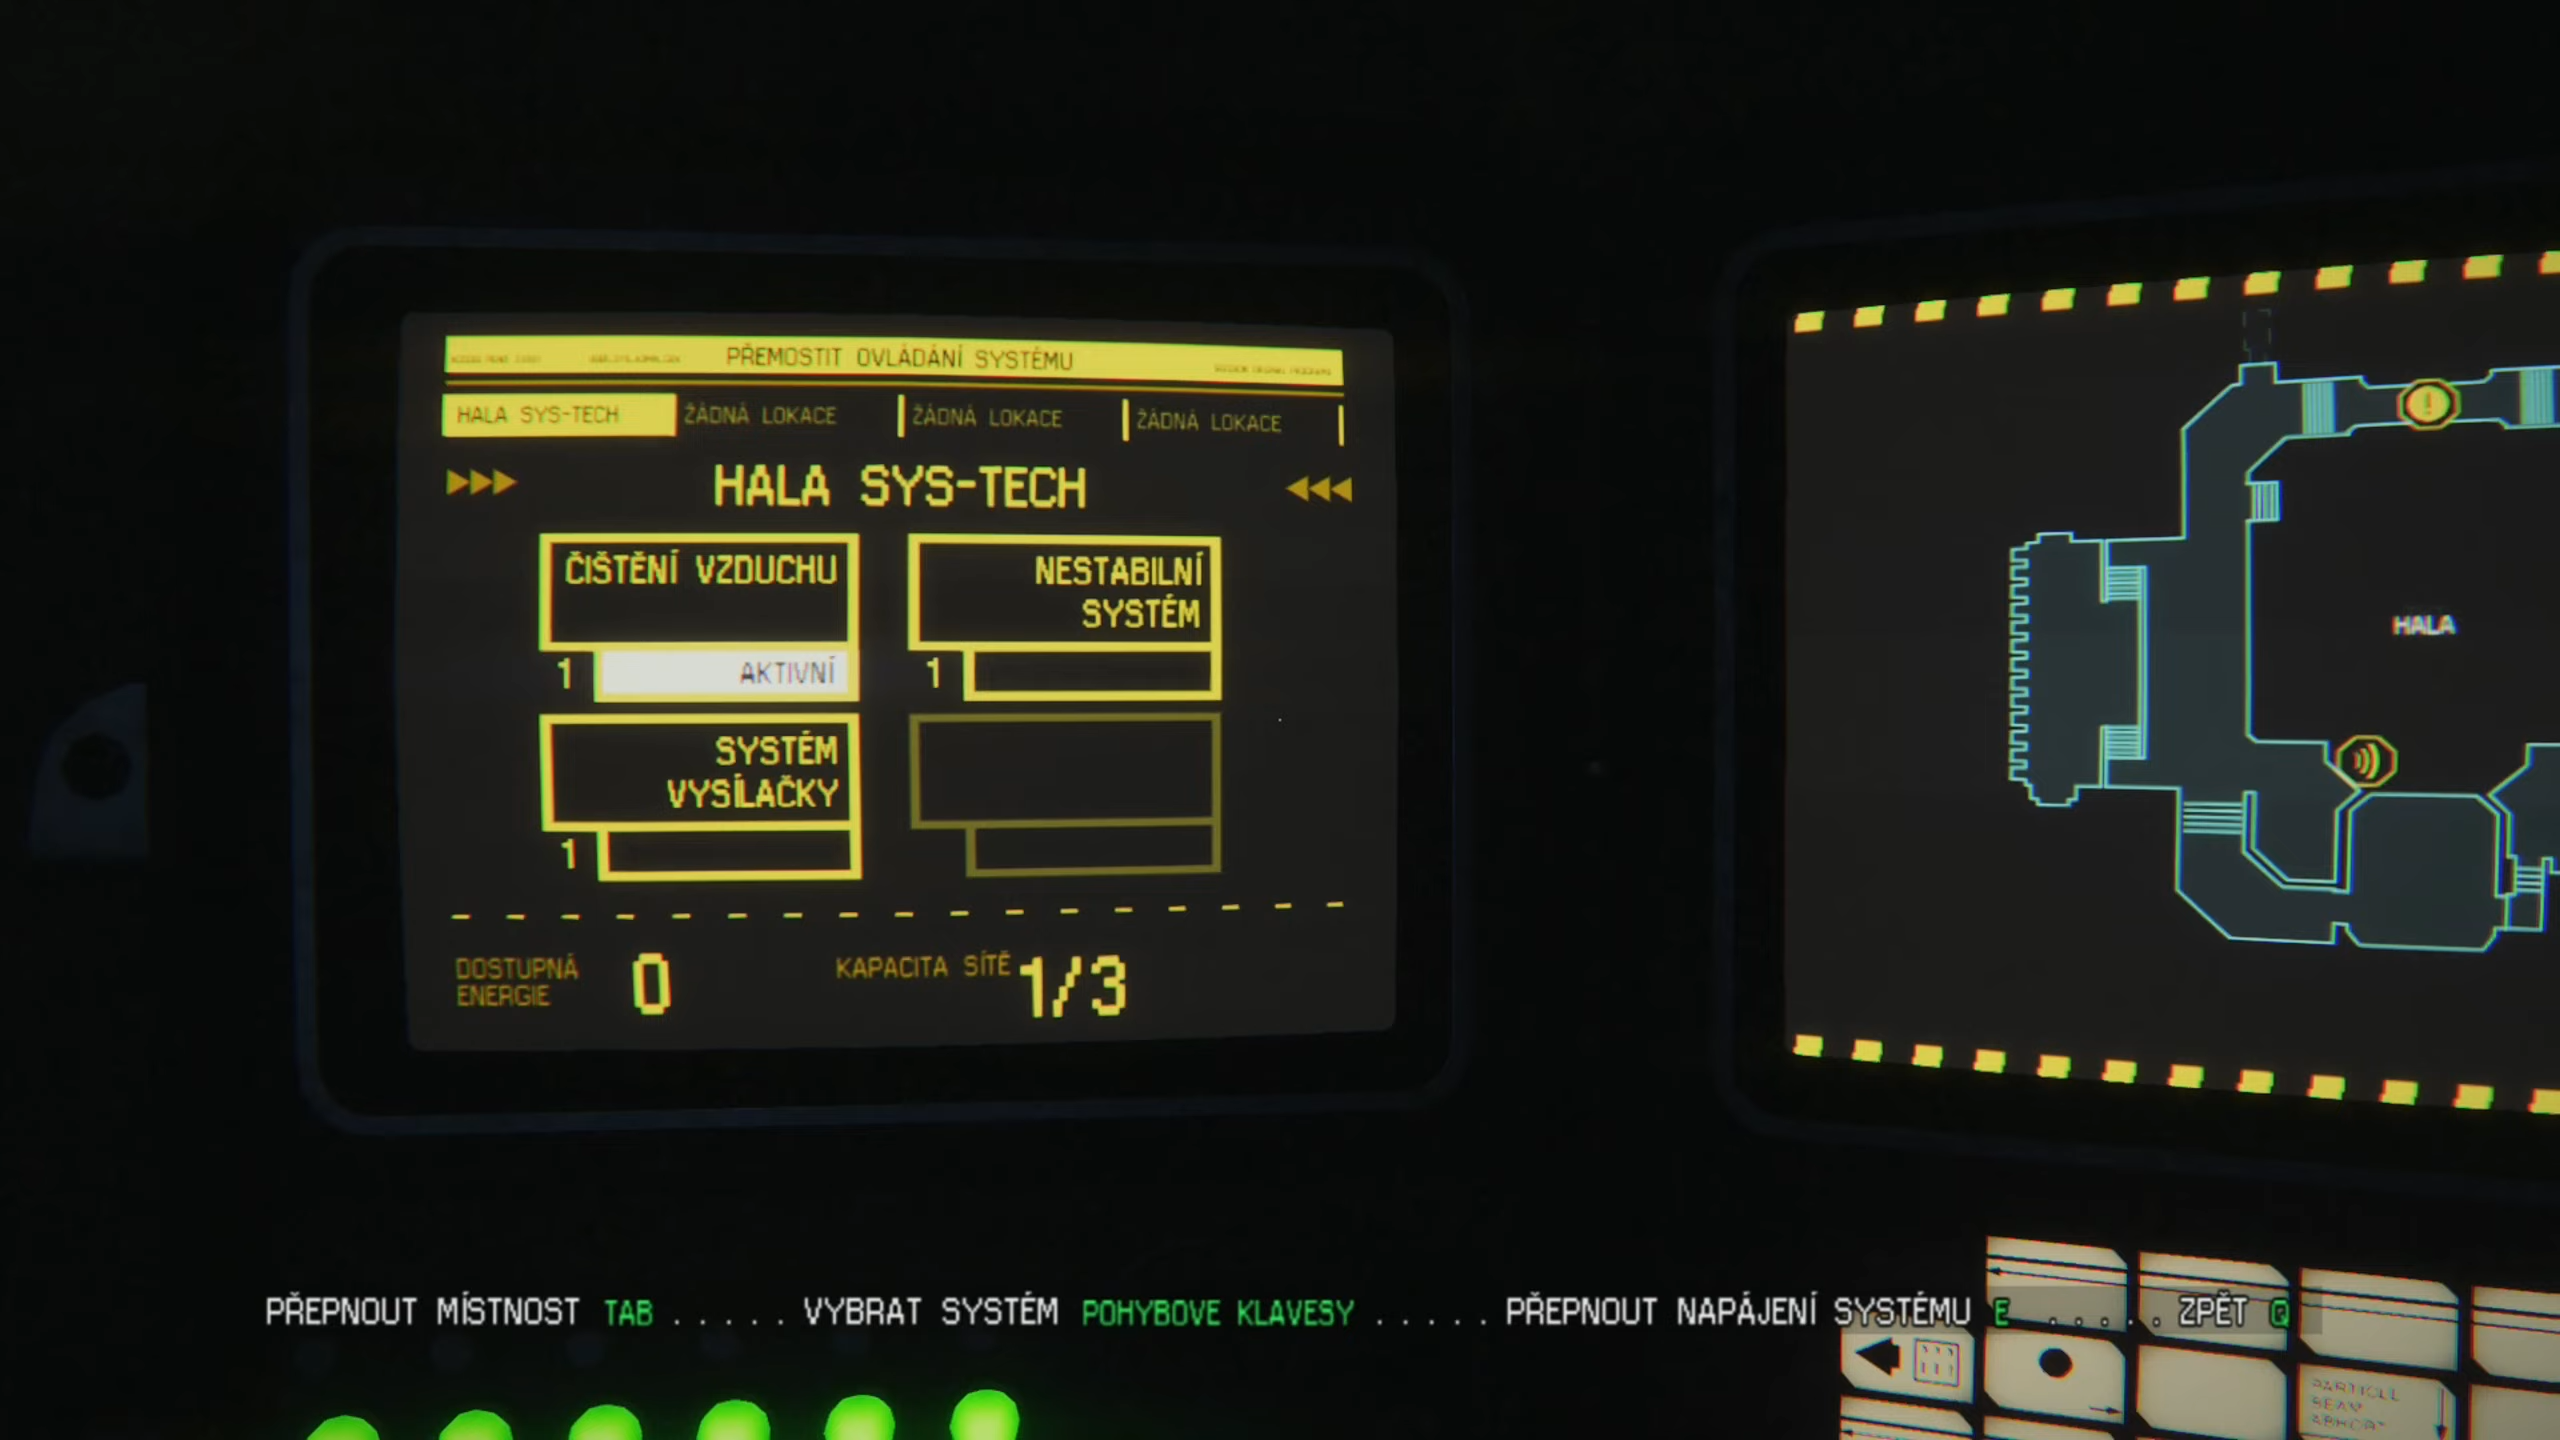 PŘEMOSTIT OVLÁDÁNÍ SYSTÉMU
HALA SYS-TECH ŽÁDNÁ LOKACE ŽÁDNÁ LOKACE ŽÁDNÁ LOKACE
HALA SYS-TECH
ČIŠTĚNÍ VZDUCHU
1 AKTIVNÍ
NESTABILNÍ
SYSTÉM
1
SYSTÉM
VYSÍLAČKY
1
DOSTUPNÁ
ENERGIE 0
KAPACITA SÍTĚ 1/3
HALA
PŘEPNOUT MÍSTNOST TAB ..... VYBRAT SYSTÉM POHYBOVE KLAVESY ..... PŘEPNOUT NAPÁJENÍ SYSTÉMU E ..... ZPĚT Q
PARTICLE
BEAM